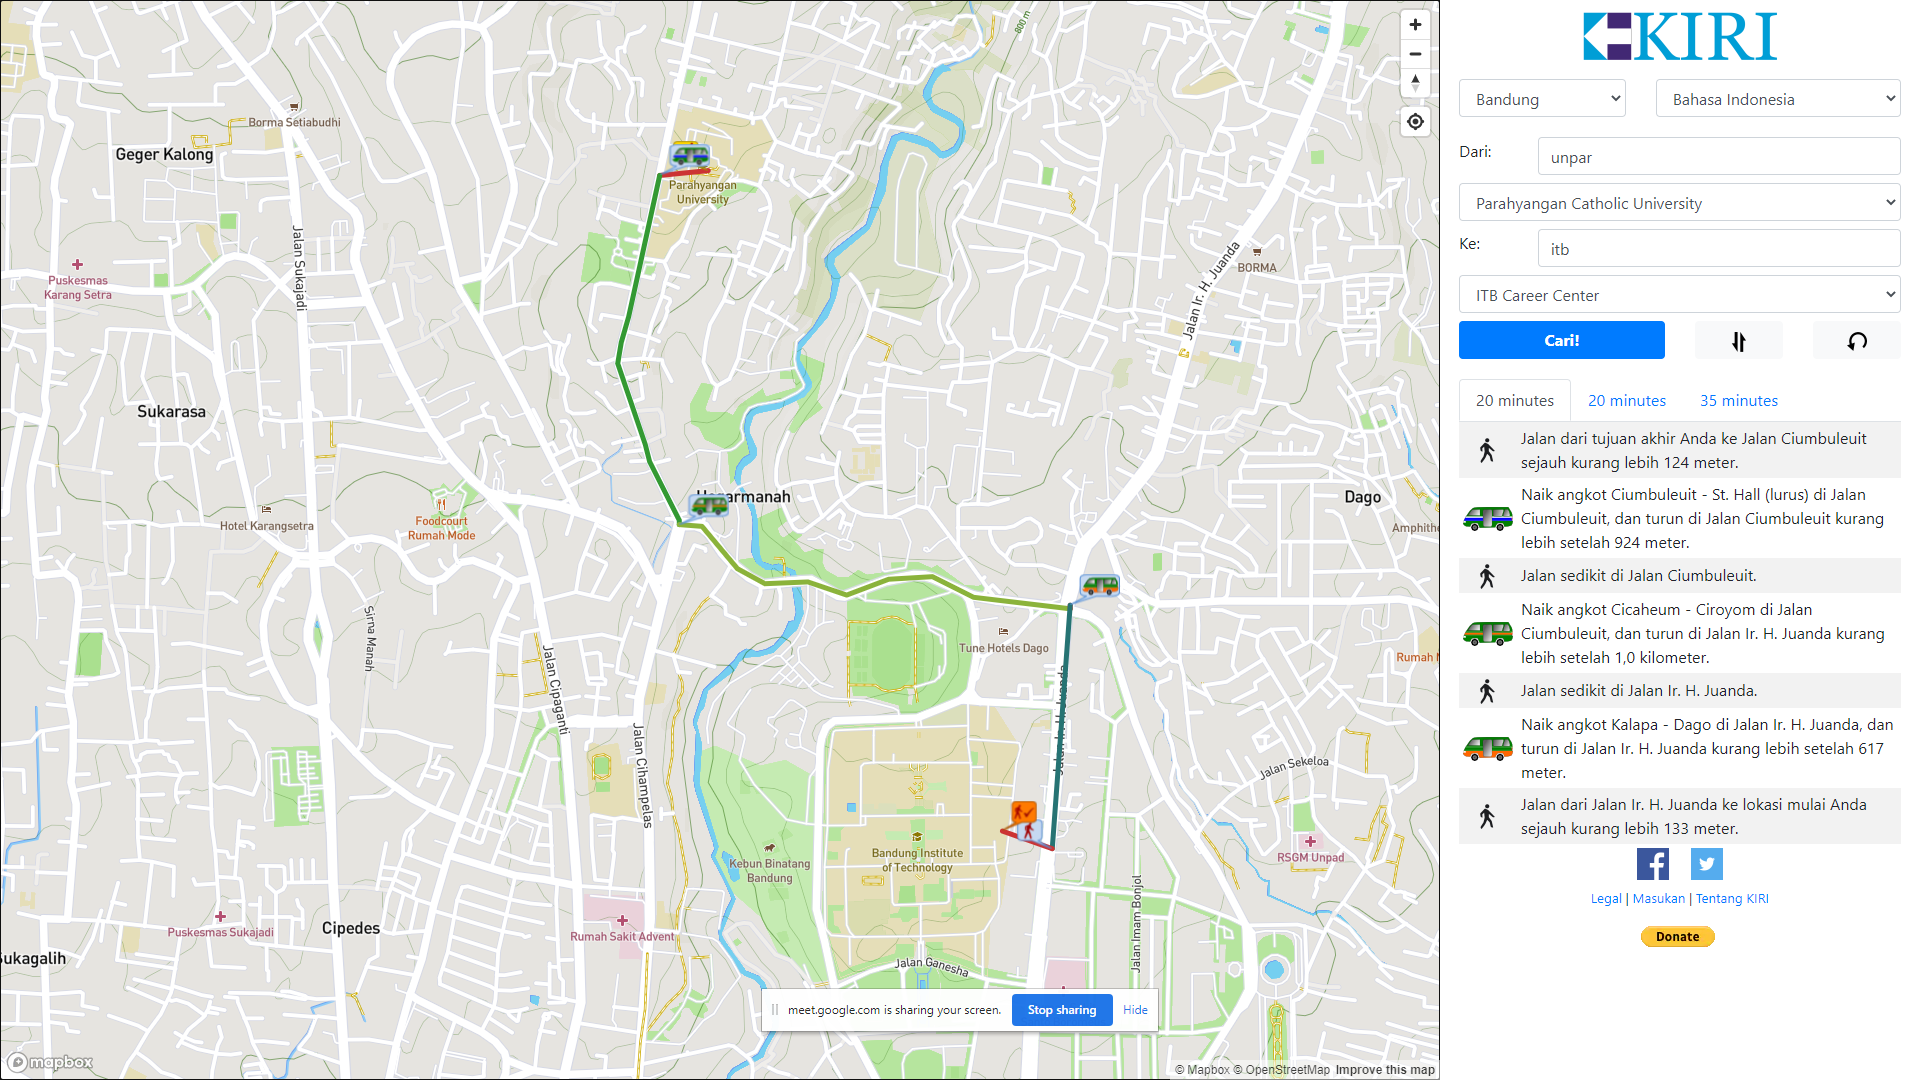 KIRI
Bandung
Bahasa Indonesia
Dari:
unpar
Parahyangan Catholic University
Ke:
itb
ITB Career Center
Cari!
20 minutes
20 minutes
35 minutes
Jalan dari tujuan akhir Anda ke Jalan Ciumbuleuit
sejauh kurang lebih 124 meter.
Naik angkot Ciumbuleuit - St. Hall (lurus) di Jalan
Ciumbuleuit, dan turun di Jalan Ciumbuleuit kurang
lebih setelah 924 meter.
Jalan sedikit di Jalan Ciumbuleuit.
Naik angkot Cicaheum - Ciroyom di Jalan
Ciumbuleuit, dan turun di Jalan Ir. H. Juanda kurang
lebih setelah 1,0 kilometer.
Jalan sedikit di Jalan Ir. H. Juanda.
Naik angkot Kalapa - Dago di Jalan Ir. H. Juanda, dan
turun di Jalan Ir. H. Juanda kurang lebih setelah 617
meter.
Jalan dari Jalan Ir. H. Juanda ke lokasi mulai Anda
sejauh kurang lebih 133 meter.
Legal | Masukan | Tentang KIRI
Donate
800 m
Borma Setiabudhi
Geger Kalong
Parahyangan
University
Jalan Sukajadi
Puskesmas
Karang Setra
Jalan Ir. H. Juanda
BORMA
Sukarasa
Dago
Foodcourt
Rumah Mode
Hotel Karangsetra
Amphithe
Sirna Manah
Jalan Cipaganti
Tune Hotels Dago
Rumah M
Jalan Ir. H. Juanda
Jalan Cihampelas
Jalan Sekeloa
Bandung Institute
of Technology
Kebun Binatang
Bandung
RSGM Unpad
Jalan Imam Bonjol
Puskesmas Sukajadi
Cipedes
Rumah Sakit Advent
ukagalih
Jalan Ganesha
meet.google.com is sharing your screen.
Stop sharing
Hide
mapbox
© Mapbox © OpenStreetMap Improve this map